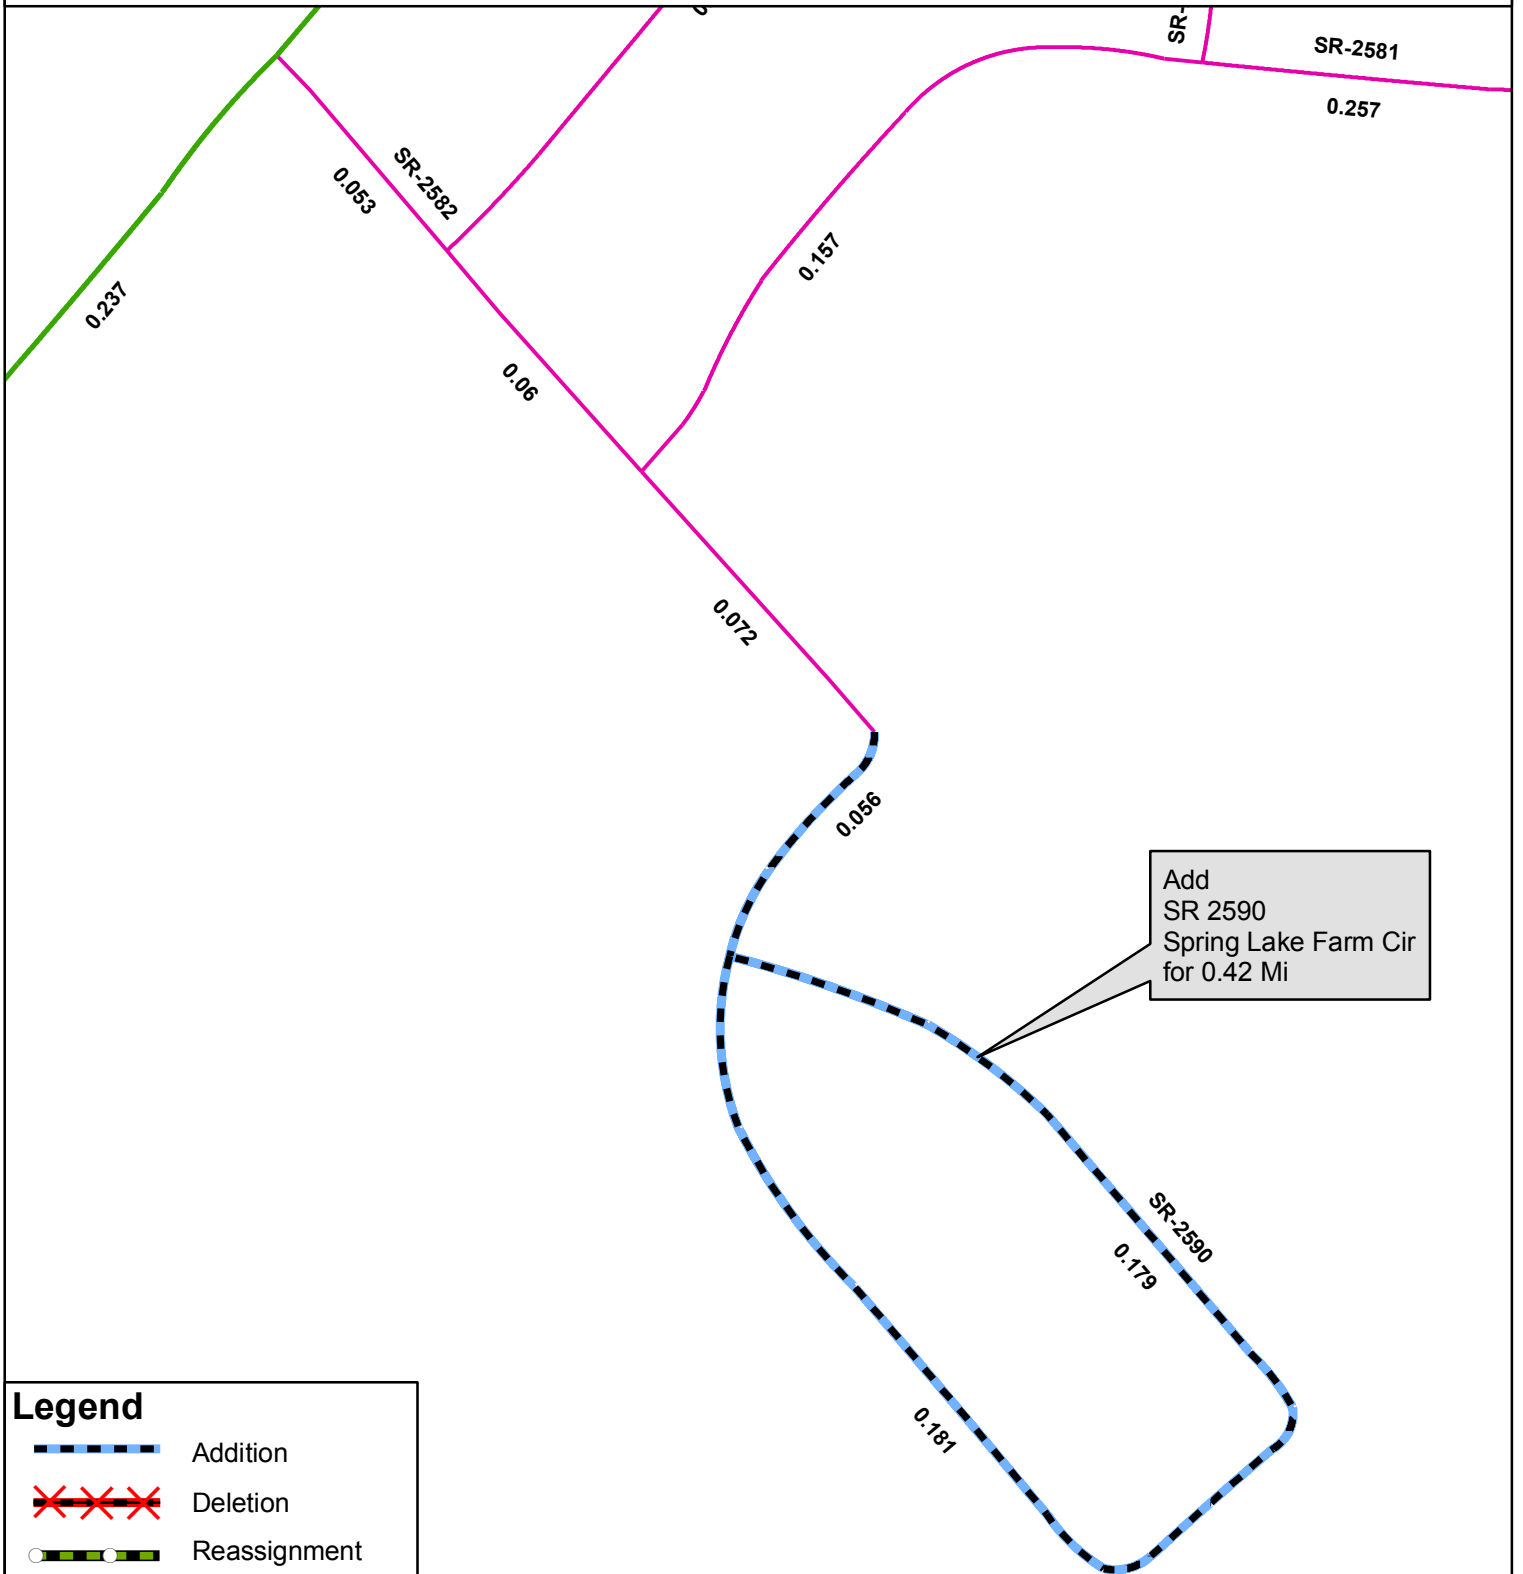 SR-
SR-2581
0.257
SR-2582
0.053
0.157
0.237
0.06
0.072
0.056
Add
SR 2590
Spring Lake Farm Cir
for 0.42 Mi
SR-2590
0.179
0.181
Legend
Addition
Deletion
Reassignment